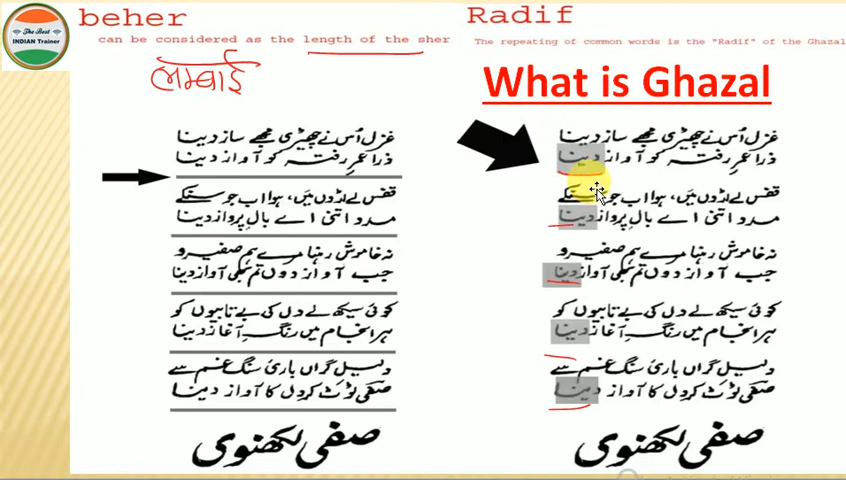 The Best
INDIAN Trainer
beher
can be considered as the length of the sher
लम्बाई
Radif
The repeating of common words is the "Radif" of the Ghazal
What is Ghazal
غزل اُس نے چھیڑی مجھے ساز دینا
ذرا عمرِ رفتہ کو آواز دینا
قفس لے اڑوں میں، ہوا اب جو سنکے
مدد اتنی اے بالِ پرواز دینا
نہ خاموش رہنا مرے ہم صفیرو
جب آواز دوں تم بھی آواز دینا
کوئی سیکھ لے دل کی بے تابیوں کو
ہر انجام میں رنگِ آغاز دینا
دلیلِ گراں باریٔ سنگِ غم سے
صفی ٹوٹ کر دل کا آواز دینا
صفی لکھنوی
غزل اُس نے چھیڑی مجھے ساز دینا
ذرا عمرِ رفتہ کو آواز دینا
قفس لے اڑوں میں، ہوا اب جو سنکے
مدد اتنی اے بالِ پرواز دینا
نہ خاموش رہنا مرے ہم صفیرو
جب آواز دوں تم بھی آواز دینا
کوئی سیکھ لے دل کی بے تابیوں کو
ہر انجام میں رنگِ آغاز دینا
دلیلِ گراں باریٔ سنگِ غم سے
صفی ٹوٹ کر دل کا آواز دینا
صفی لکھنوی